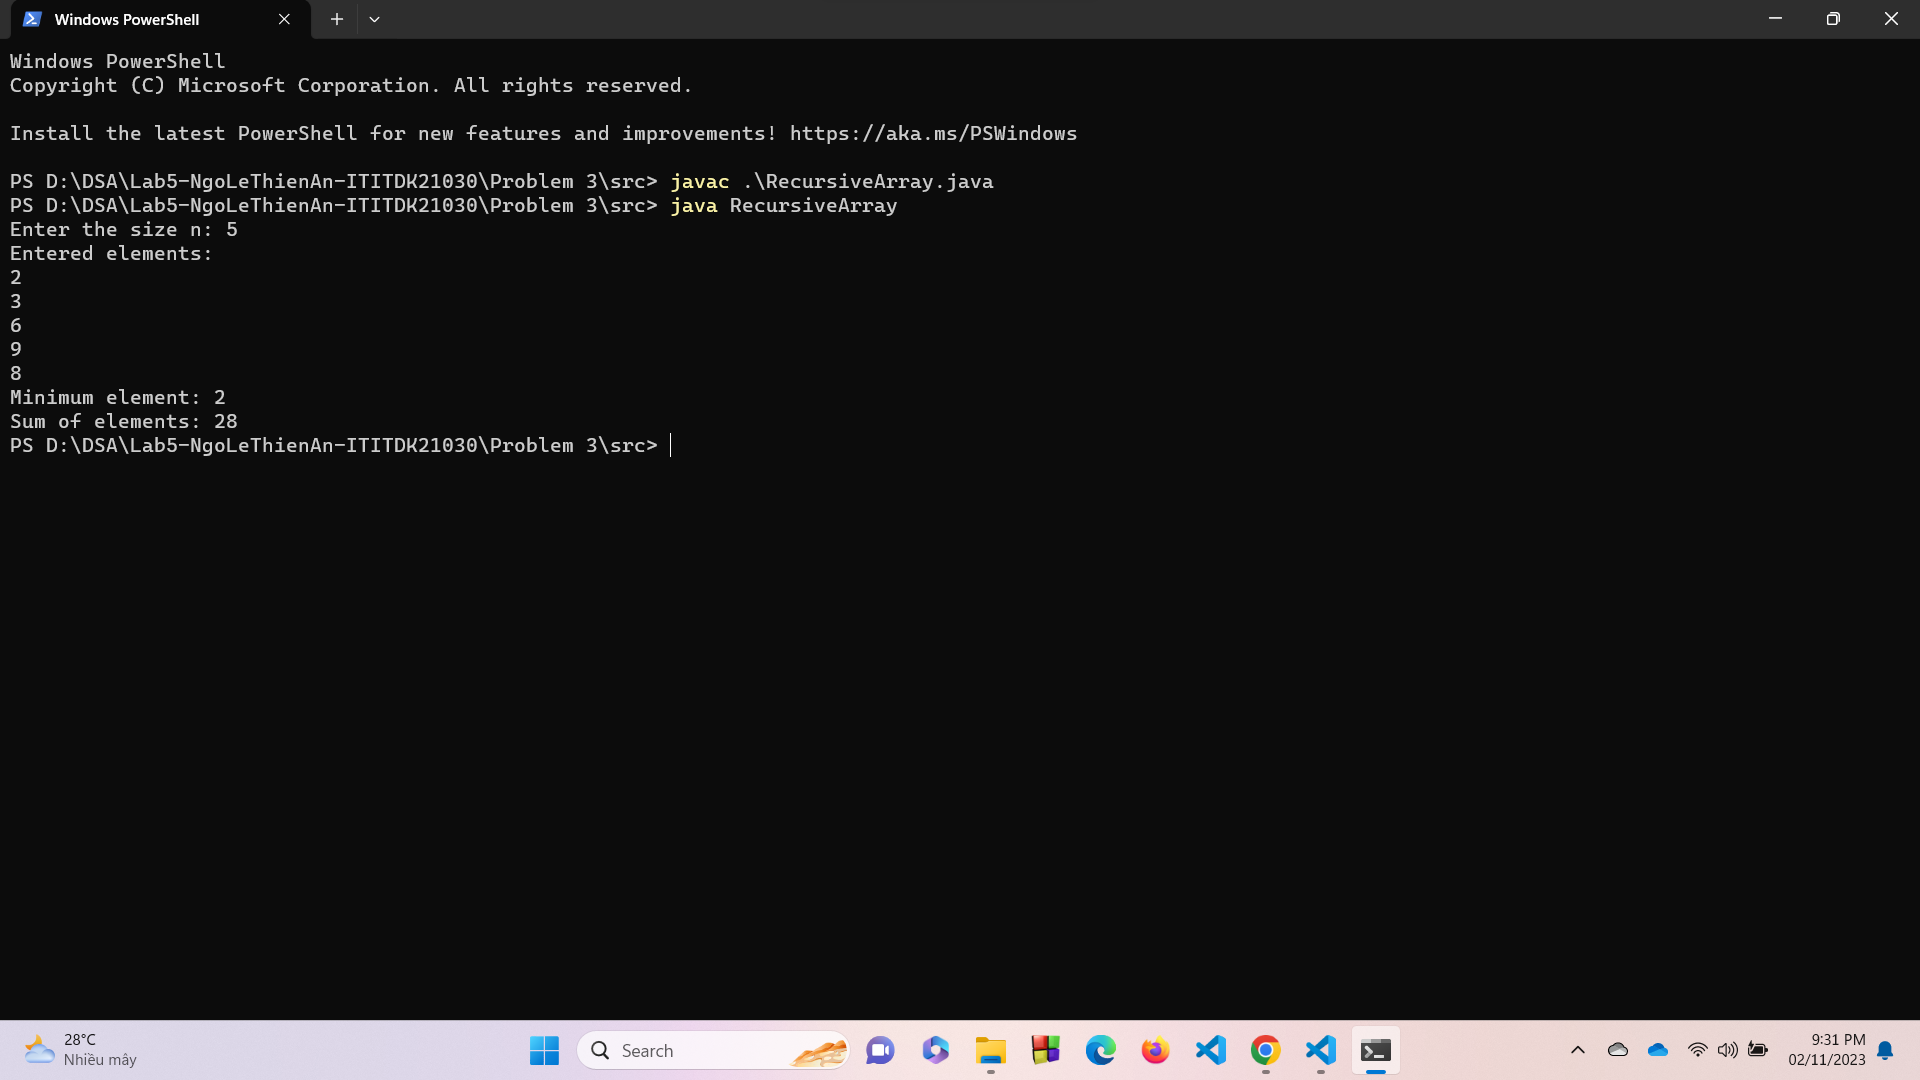 Windows PowerShell
Windows PowerShell
Copyright (C) Microsoft Corporation. All rights reserved.
Install the latest PowerShell for new features and improvements! https://aka.ms/PSWindows
PS D:\DSA\Lab5-NgoLeThienAn-ITITDK21030\Problem 3\src> javac .\RecursiveArray.java
PS D:\DSA\Lab5-NgoLeThienAn-ITITDK21030\Problem 3\src> java RecursiveArray
Enter the size n: 5
Entered elements:
2
3
6
9
8
Minimum element: 2
Sum of elements: 28
PS D:\DSA\Lab5-NgoLeThienAn-ITITDK21030\Problem 3\src>
28°C
Nhiều mây
Search
9:31 PM
02/11/2023